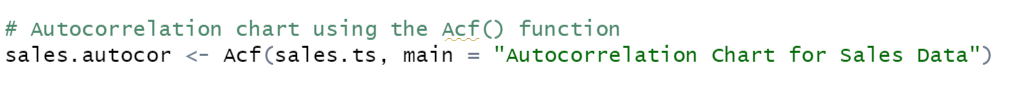 # Autocorrelation chart using the Acf() function
sales.autocor <- Acf(sales.ts, main = "Autocorrelation Chart for Sales Data")